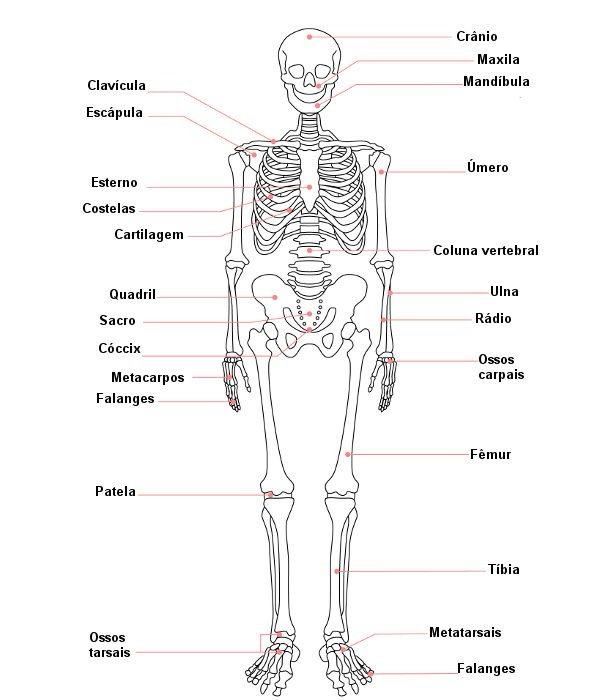 Crânio
Maxila
Mandíbula
Clavícula
Escápula
Úmero
Esterno
Costelas
Cartilagem
Coluna vertebral
Quadril
Ulna
Sacro
Rádio
Cóccix
Ossos
carpais
Metacarpos
Falanges
Fêmur
Patela
Tíbia
Ossos
tarsais
Metatarsais
Falanges